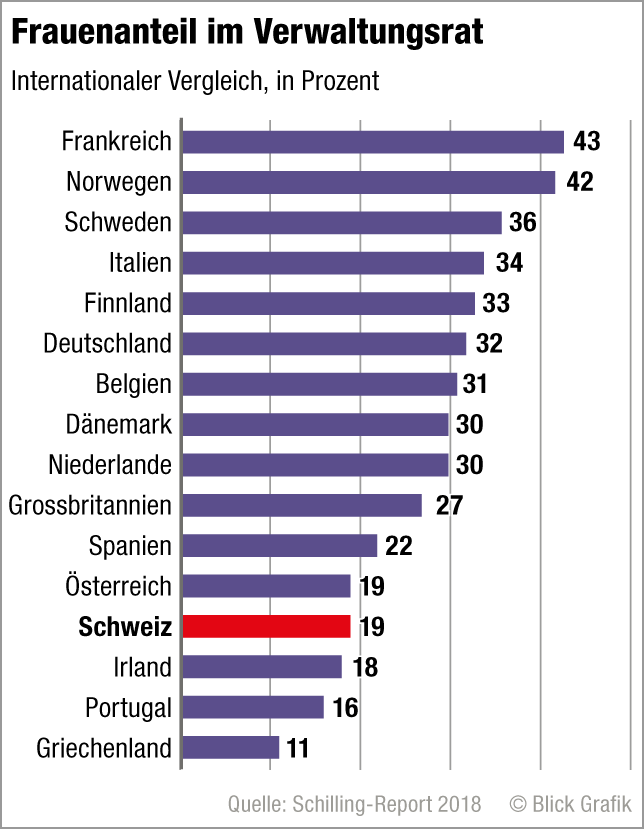 Frauenanteil im Verwaltungsrat
Internationaler Vergleich, in Prozent
Frankreich 43
Norwegen 42
Schweden 36
Italien 34
Finnland 33
Deutschland 32
Belgien 31
Dänemark 30
Niederlande 30
Grossbritannien 27
Spanien 22
Österreich 19
Schweiz 19
Irland 18
Portugal 16
Griechenland 11
Quelle: Schilling-Report 2018 © Blick Grafik